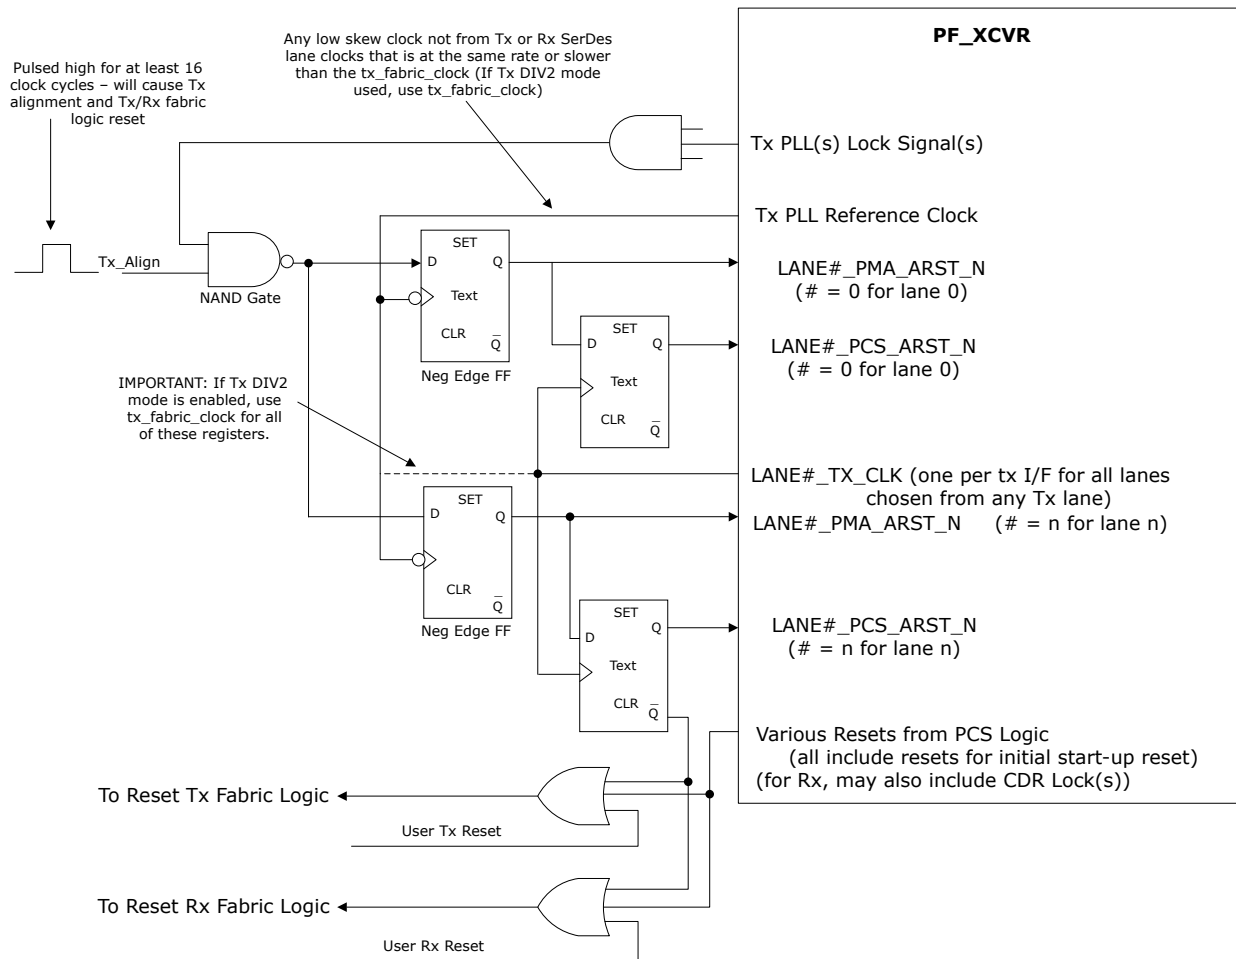 PF_XCVR
Any low skew clock not from Tx or Rx SerDes
lane clocks that is at the same rate or slower
than the tx_fabric_clock (If Tx DIV2 mode
used, use tx_fabric_clock)
Pulsed high for at least 16
clock cycles – will cause Tx
alignment and Tx/Rx fabric
logic reset
Tx PLL(s) Lock Signal(s)
Tx PLL Reference Clock
Tx_Align
NAND Gate
SET
D
Q
Text
CLR
Q
Neg Edge FF
LANE#_PMA_ARST_N
(# = 0 for lane 0)
SET
D
Q
Text
CLR
Q
LANE#_PCS_ARST_N
(# = 0 for lane 0)
IMPORTANT: If Tx DIV2
mode is enabled, use
tx_fabric_clock for all
of these registers.
LANE#_TX_CLK (one per tx I/F for all lanes
chosen from any Tx lane)
SET
D
Q
CLR
Q
Neg Edge FF
LANE#_PMA_ARST_N (# = n for lane n)
SET
D
Q
Text
CLR
Q
LANE#_PCS_ARST_N
(# = n for lane n)
Various Resets from PCS Logic
(all include resets for initial start-up reset)
(for Rx, may also include CDR Lock(s))
To Reset Tx Fabric Logic
User Tx Reset
To Reset Rx Fabric Logic
User Rx Reset